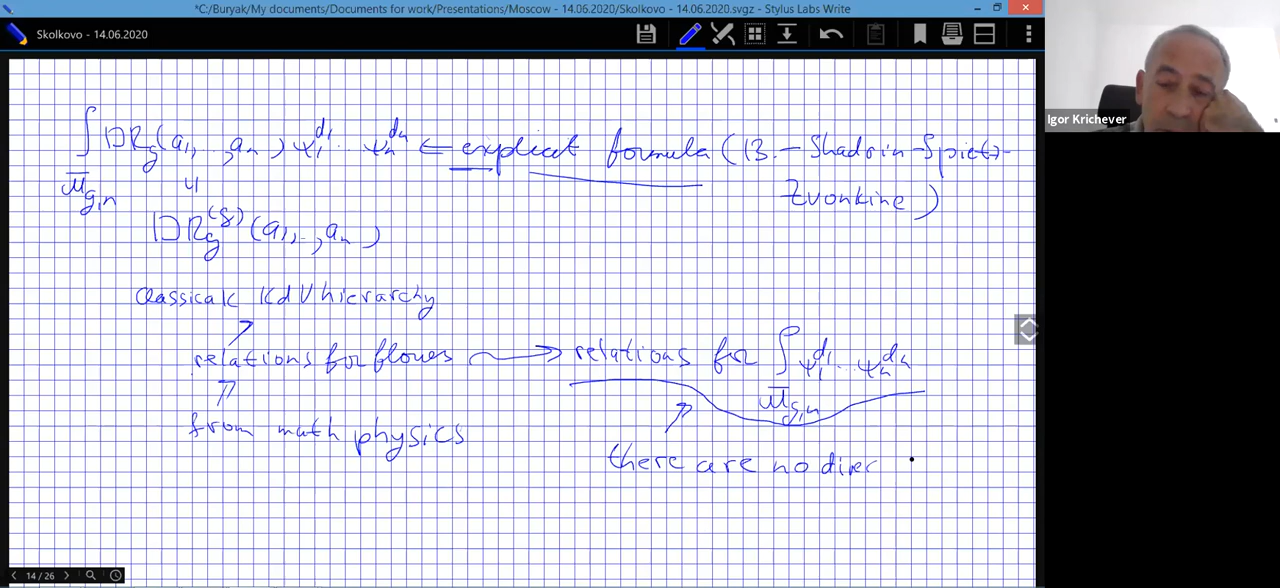 *C:/Buryak/My documents/Documents for work/Presentations/Moscow - 14.06.2020/Skolkovo - 14.06.2020.svgz - Stylus Labs Write
Skolkovo - 14.06.2020
Igor Krichever
∫_{M̄_{g,n}} DR_g(a_1, .., a_n) ψ_1^{d_1} ... ψ_n^{d_n} ← explicit formula (B. - Shadrin - Spietz -
Zvonkine)
DR_g^{(g)}(a_1, .., a_n)
classical KdV hierarchy
relations for flows → relations for ∫_{M̄_{g,n}} ψ_1^{d_1} ... ψ_n^{d_n}
from math physics
there are no direc
14 / 26